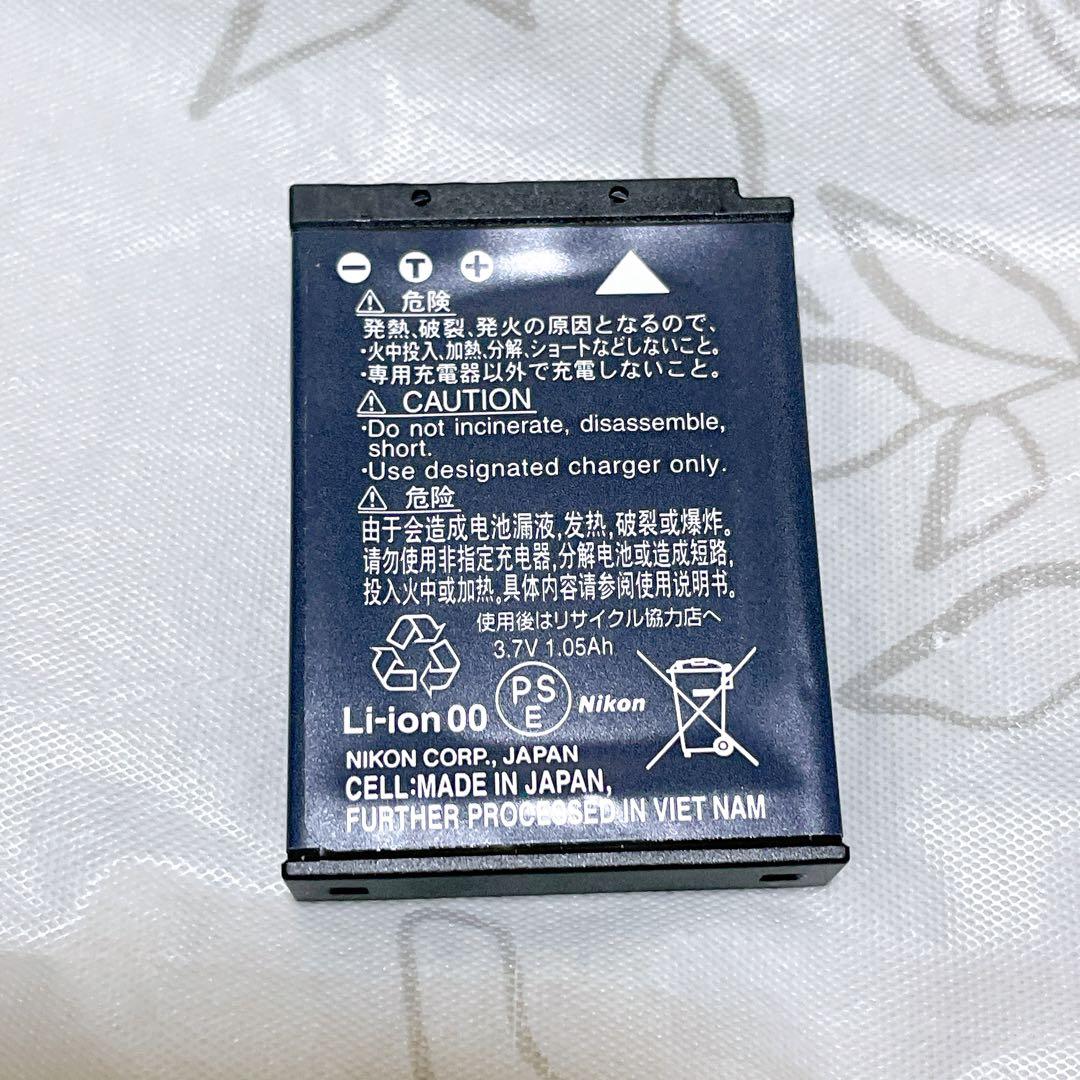 − T +
⚠ 危険
発熱、破裂、発火の原因となるので、
・火中投入、加熱、分解、ショートなどしないこと。
・専用充電器以外で充電しないこと。
⚠ CAUTION
·Do not incinerate, disassemble,
short.
·Use designated charger only.
⚠ 危险
由于会造成电池漏液,发热,破裂或爆炸。
请勿使用非指定充电器,分解电池或造成短路,
投入火中或加热。具体内容请参阅使用说明书。
使用後はリサイクル協力店へ
3.7V 1.05Ah
Li-ion 00
PS
E
Nikon
NIKON CORP., JAPAN
CELL:MADE IN JAPAN,
FURTHER PROCESSED IN VIET NAM